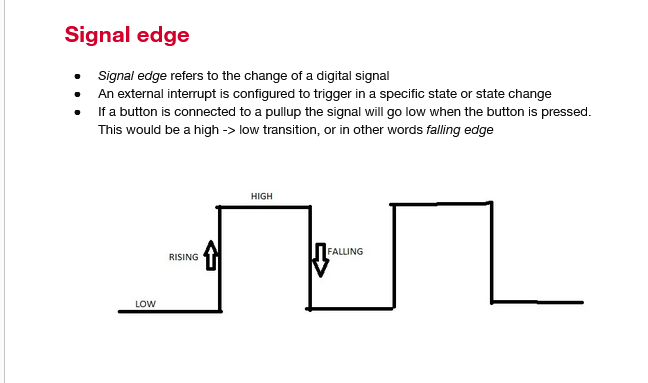 Signal edge
• Signal edge refers to the change of a digital signal
• An external interrupt is configured to trigger in a specific state or state change
• If a button is connected to a pullup the signal will go low when the button is pressed.
This would be a high -> low transition, or in other words falling edge
HIGH
RISING
FALLING
LOW